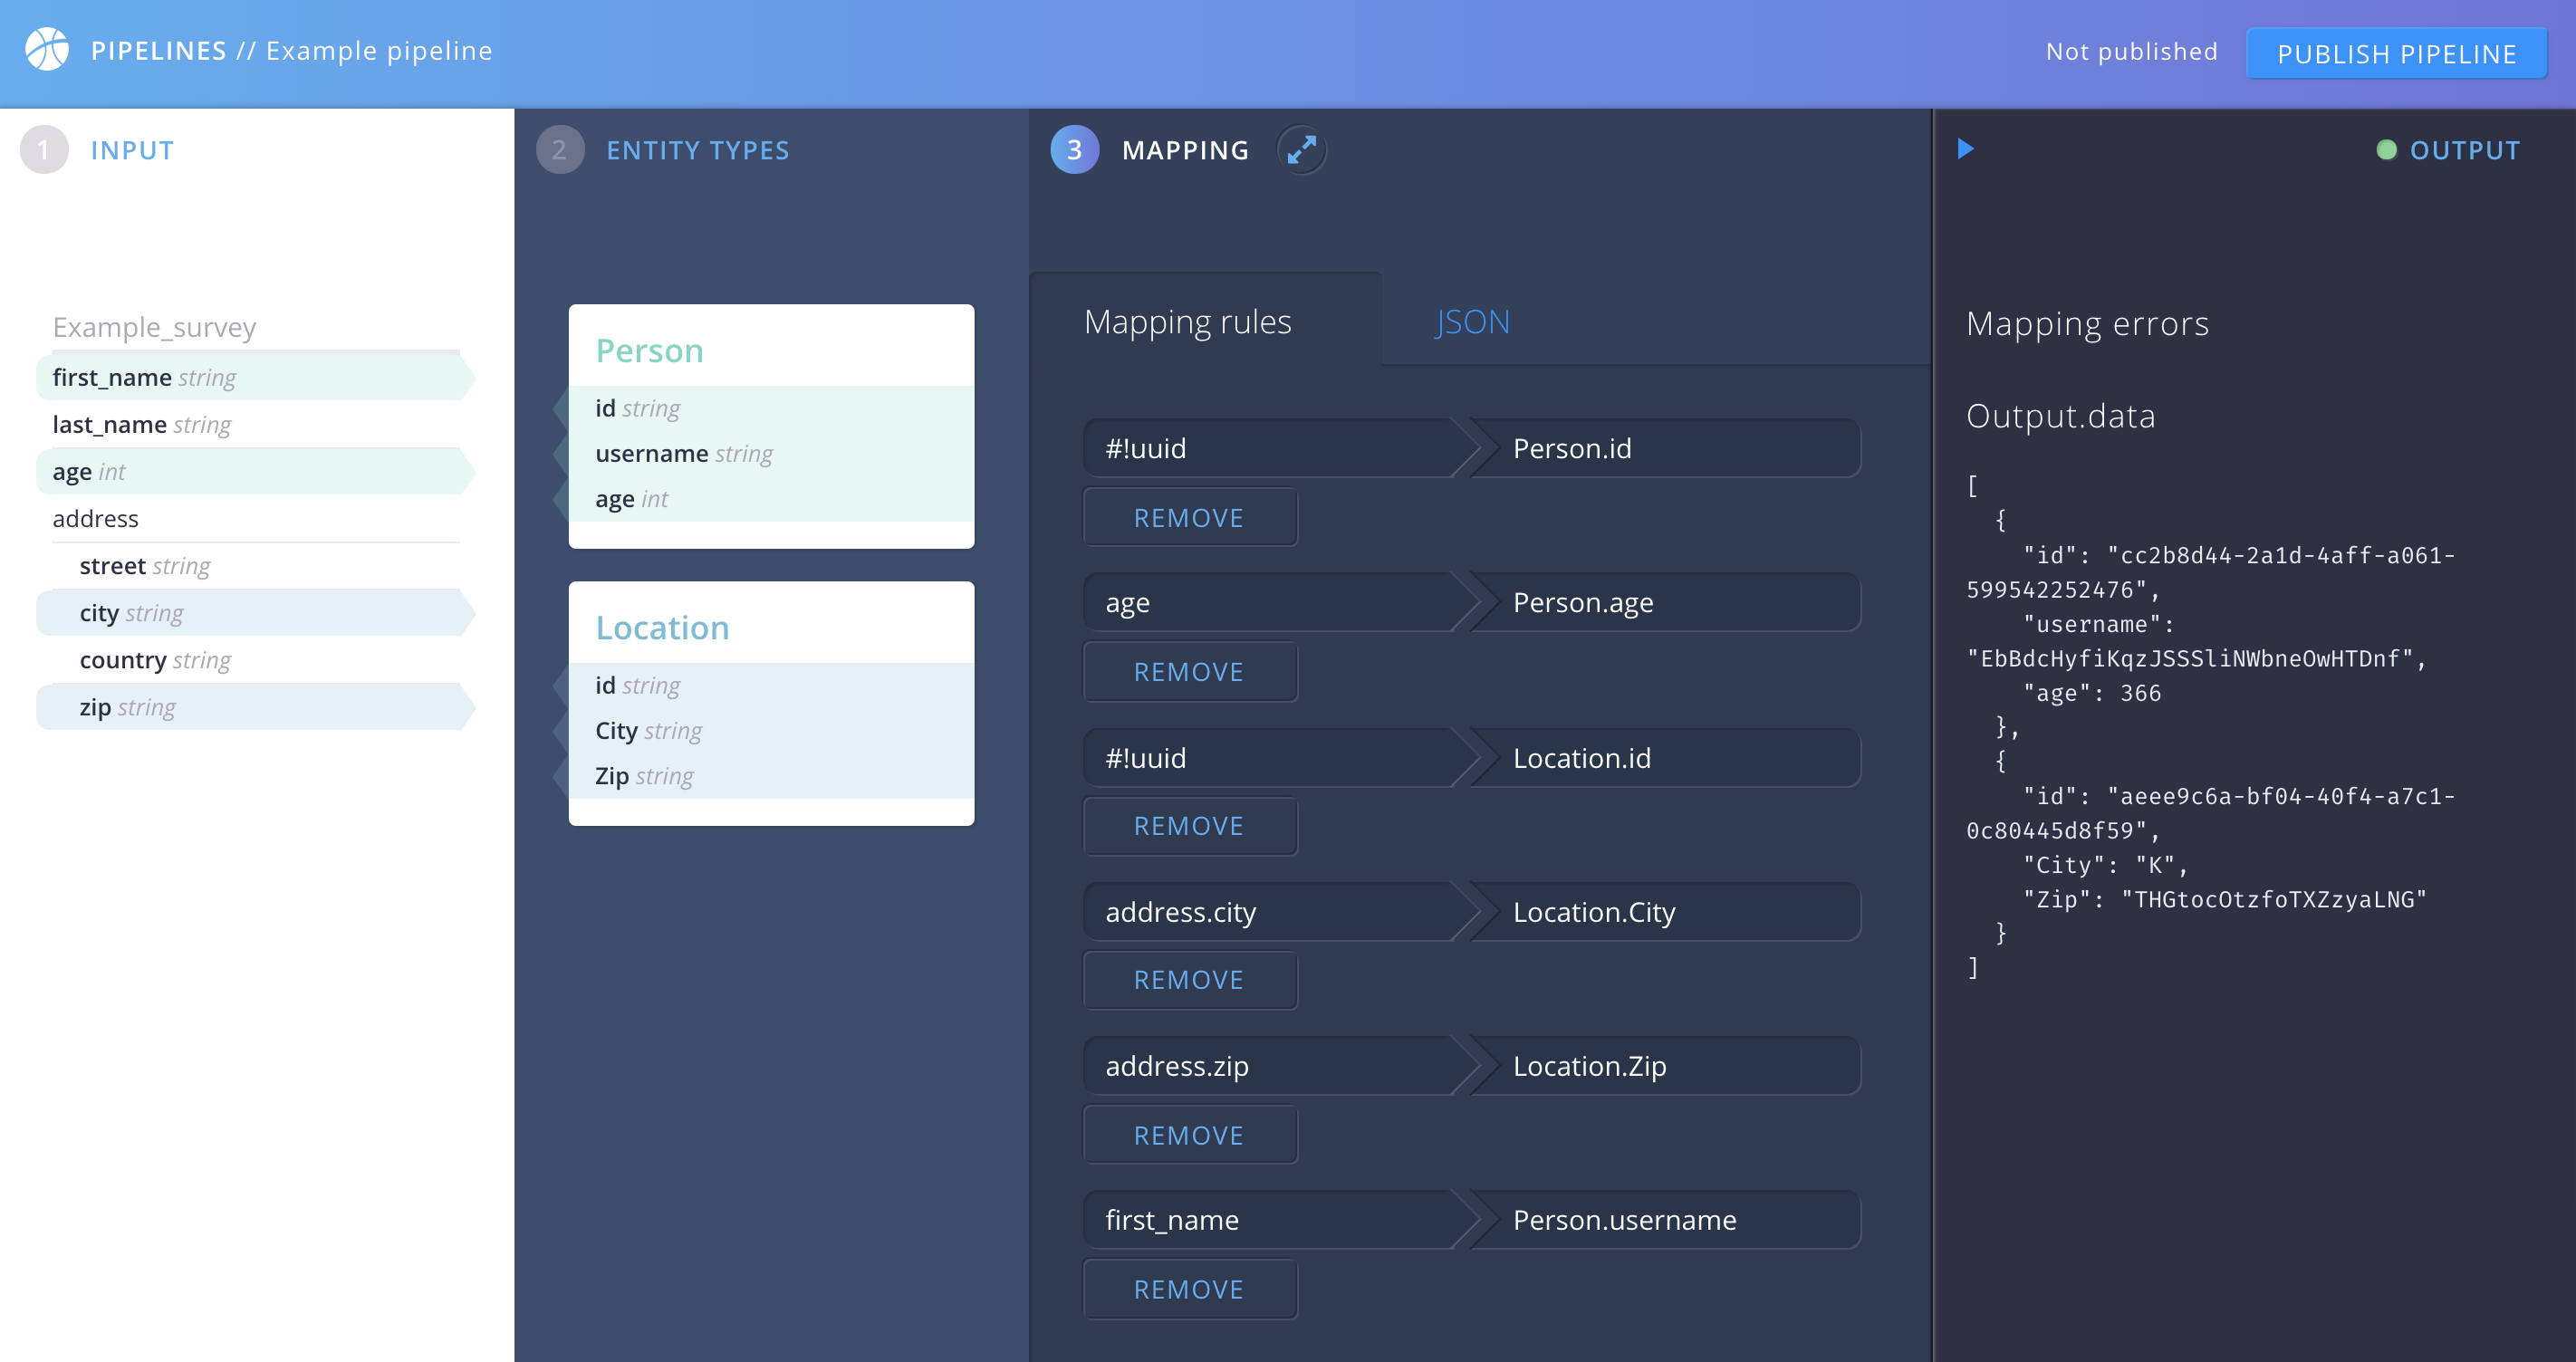 PIPELINES // Example pipeline
Not published
PUBLISH PIPELINE
1
INPUT
Example_survey
first_name string
last_name string
age int
address
street string
city string
country string
zip string
2
ENTITY TYPES
Person
id string
username string
age int
Location
id string
City string
Zip string
3
MAPPING
Mapping rules
JSON
#!uuid
Person.id
REMOVE
age
Person.age
REMOVE
#!uuid
Location.id
REMOVE
address.city
Location.City
REMOVE
address.zip
Location.Zip
REMOVE
first_name
Person.username
REMOVE
OUTPUT
Mapping errors
Output.data
[
{
"id": "cc2b8d44-2a1d-4aff-a061-
599542252476",
"username":
"EbBdcHyfiKqzJSSSliNWbneOwHTDnf",
"age": 366
},
{
"id": "aeee9c6a-bf04-40f4-a7c1-
0c80445d8f59",
"City": "K",
"Zip": "THGtocOtzfoTXZzyaLNG"
}
]